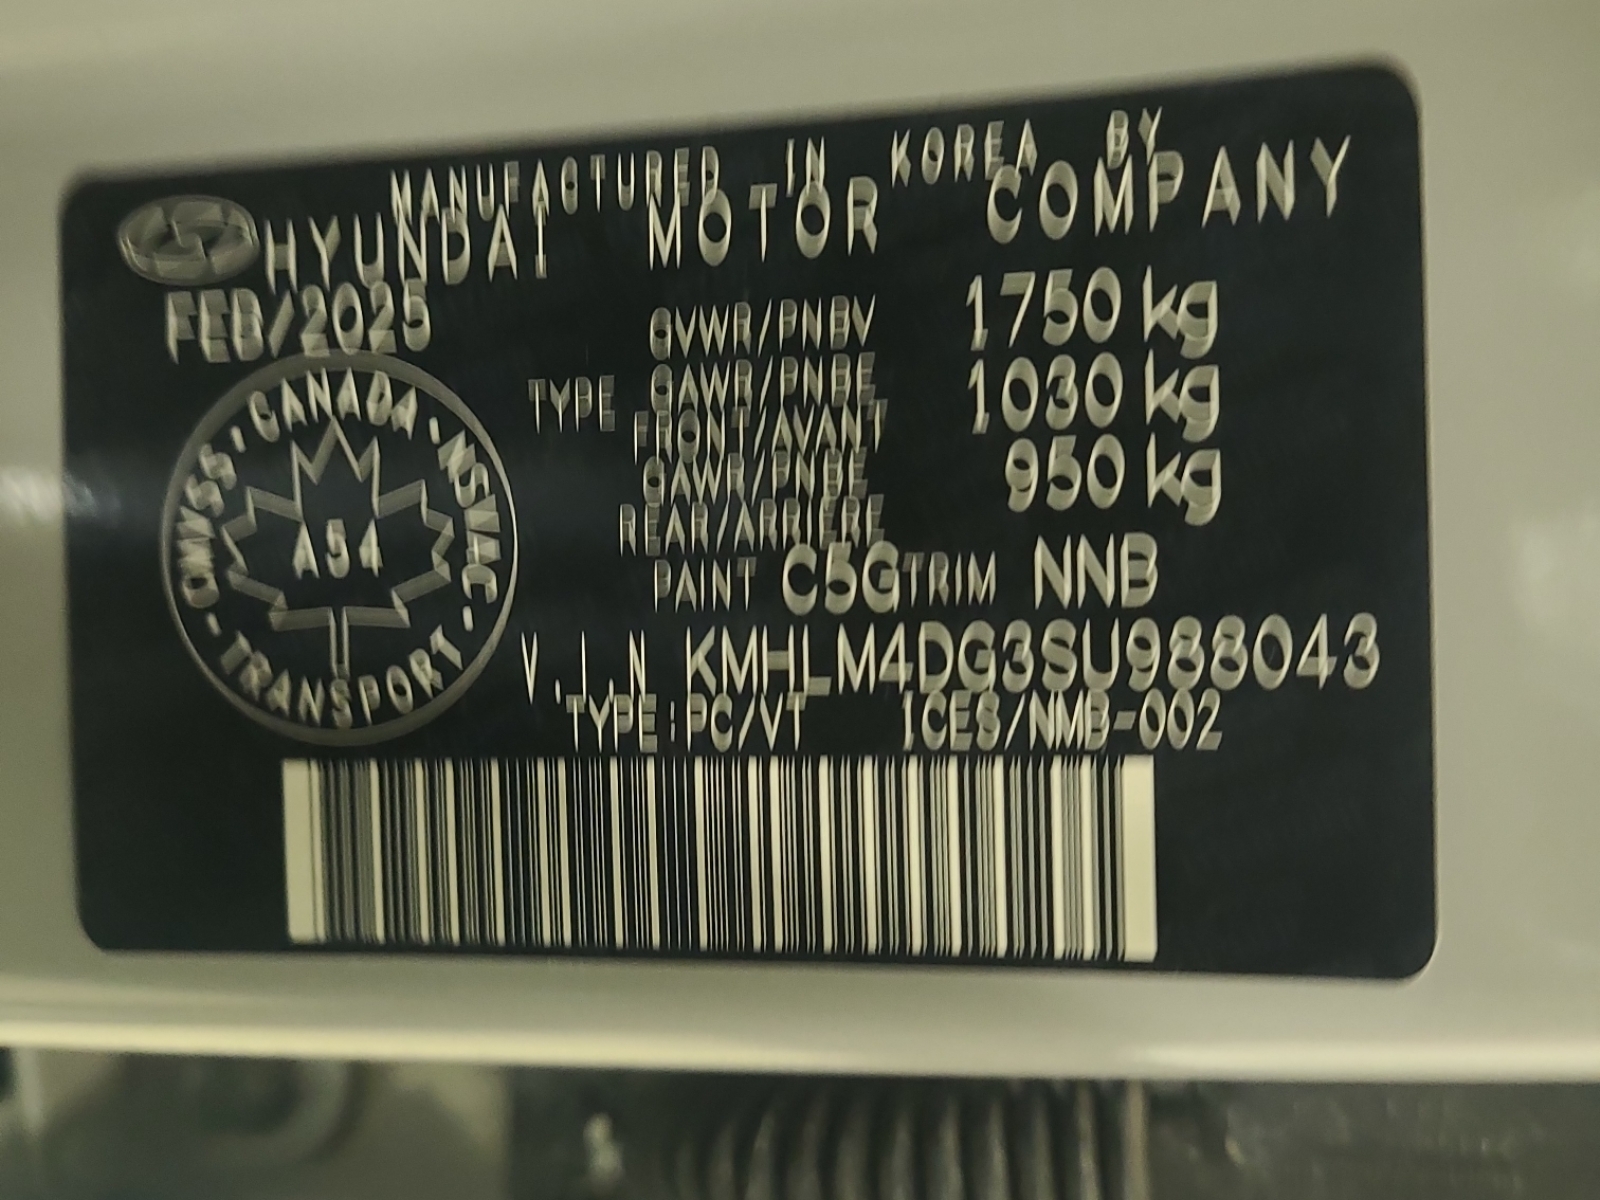 MANUFACTURED IN KOREA BY
HYUNDAI MOTOR COMPANY
FEB/2025
GVWR/PNBV 1750 kg
TYPE GAWR/PNBE FRONT/AVANT 1030 kg
GAWR/PNBE REAR/ARRIÈRE 950 kg
CMVSS · CANADA · NSVAC · TRANSPORT
A54
PAINT C5G TRIM NNB
V.I.N KMHLM4DG3SU988043
TYPE:PC/VT 1CES/NMB-002